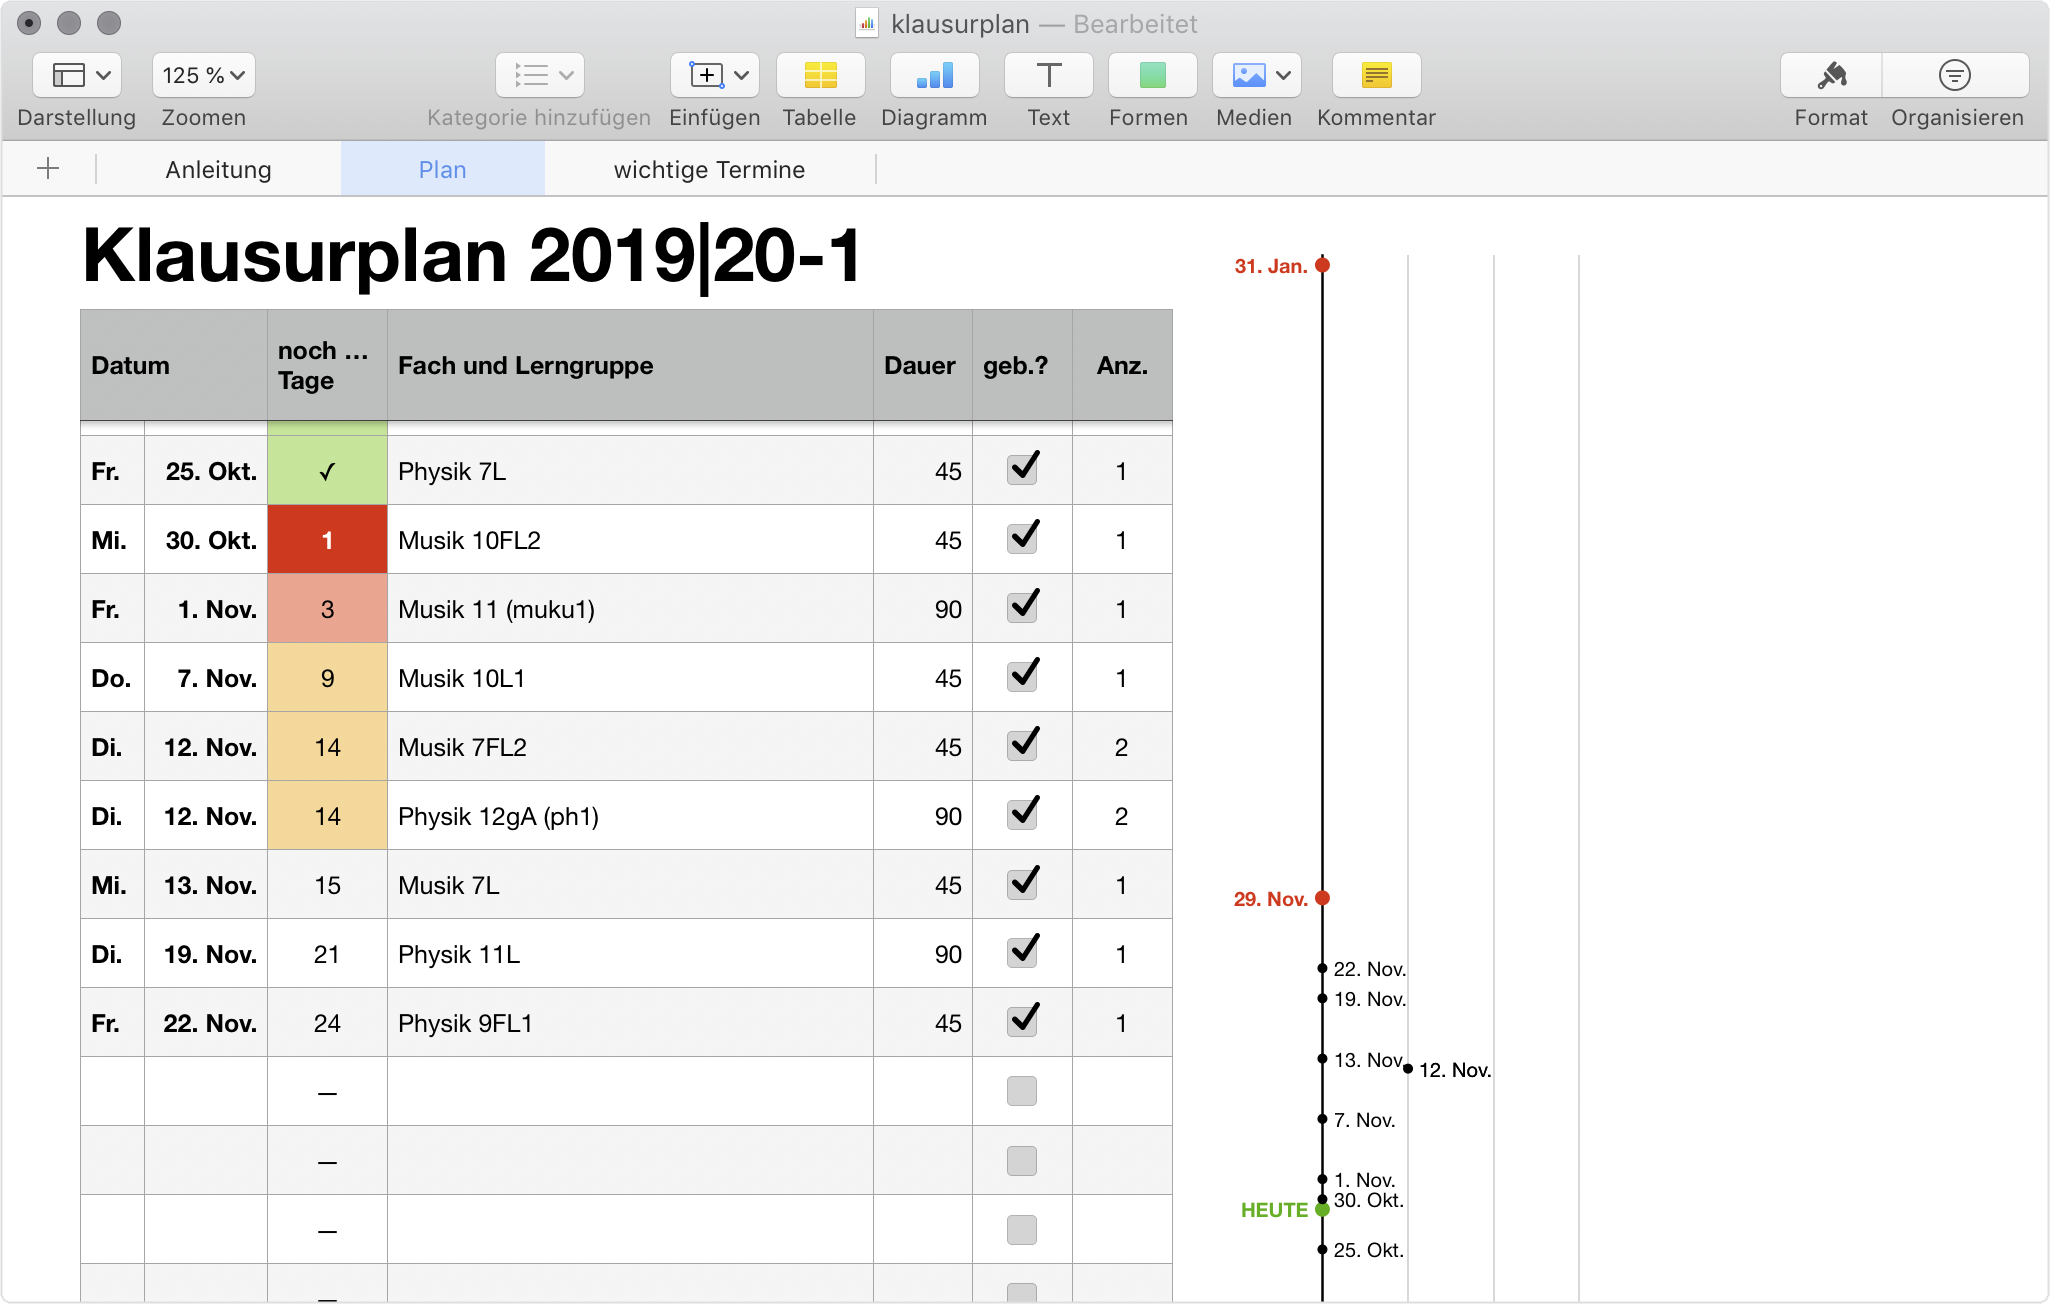 klausurplan — Bearbeitet
125 %
Darstellung Zoomen Kategorie hinzufügen Einfügen Tabelle Diagramm Text Formen Medien Kommentar Format Organisieren
Anleitung Plan wichtige Termine
Klausurplan 2019|20-1
Datum noch ... Tage Fach und Lerngruppe Dauer geb.? Anz.
Fr. 25. Okt. ✓ Physik 7L 45 1
Mi. 30. Okt. 1 Musik 10FL2 45 1
Fr. 1. Nov. 3 Musik 11 (muku1) 90 1
Do. 7. Nov. 9 Musik 10L1 45 1
Di. 12. Nov. 14 Musik 7FL2 45 2
Di. 12. Nov. 14 Physik 12gA (ph1) 90 2
Mi. 13. Nov. 15 Musik 7L 45 1
Di. 19. Nov. 21 Physik 11L 90 1
Fr. 22. Nov. 24 Physik 9FL1 45 1
–
–
–
–
31. Jan.
29. Nov.
22. Nov.
19. Nov.
13. Nov.
12. Nov.
7. Nov.
1. Nov.
30. Okt.
HEUTE
25. Okt.